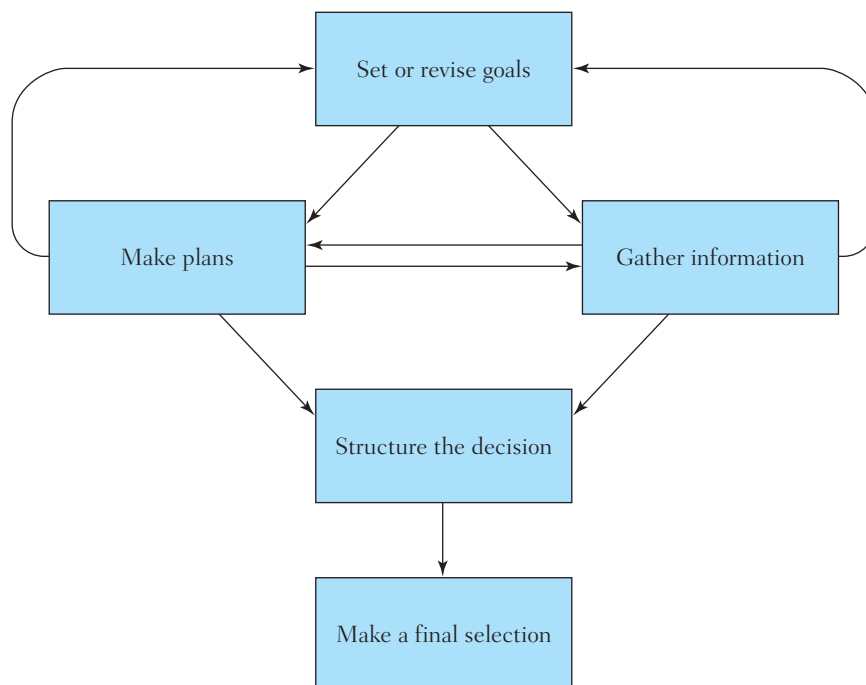 Set or revise goals
Make plans
Gather information
Structure the decision
Make a final selection